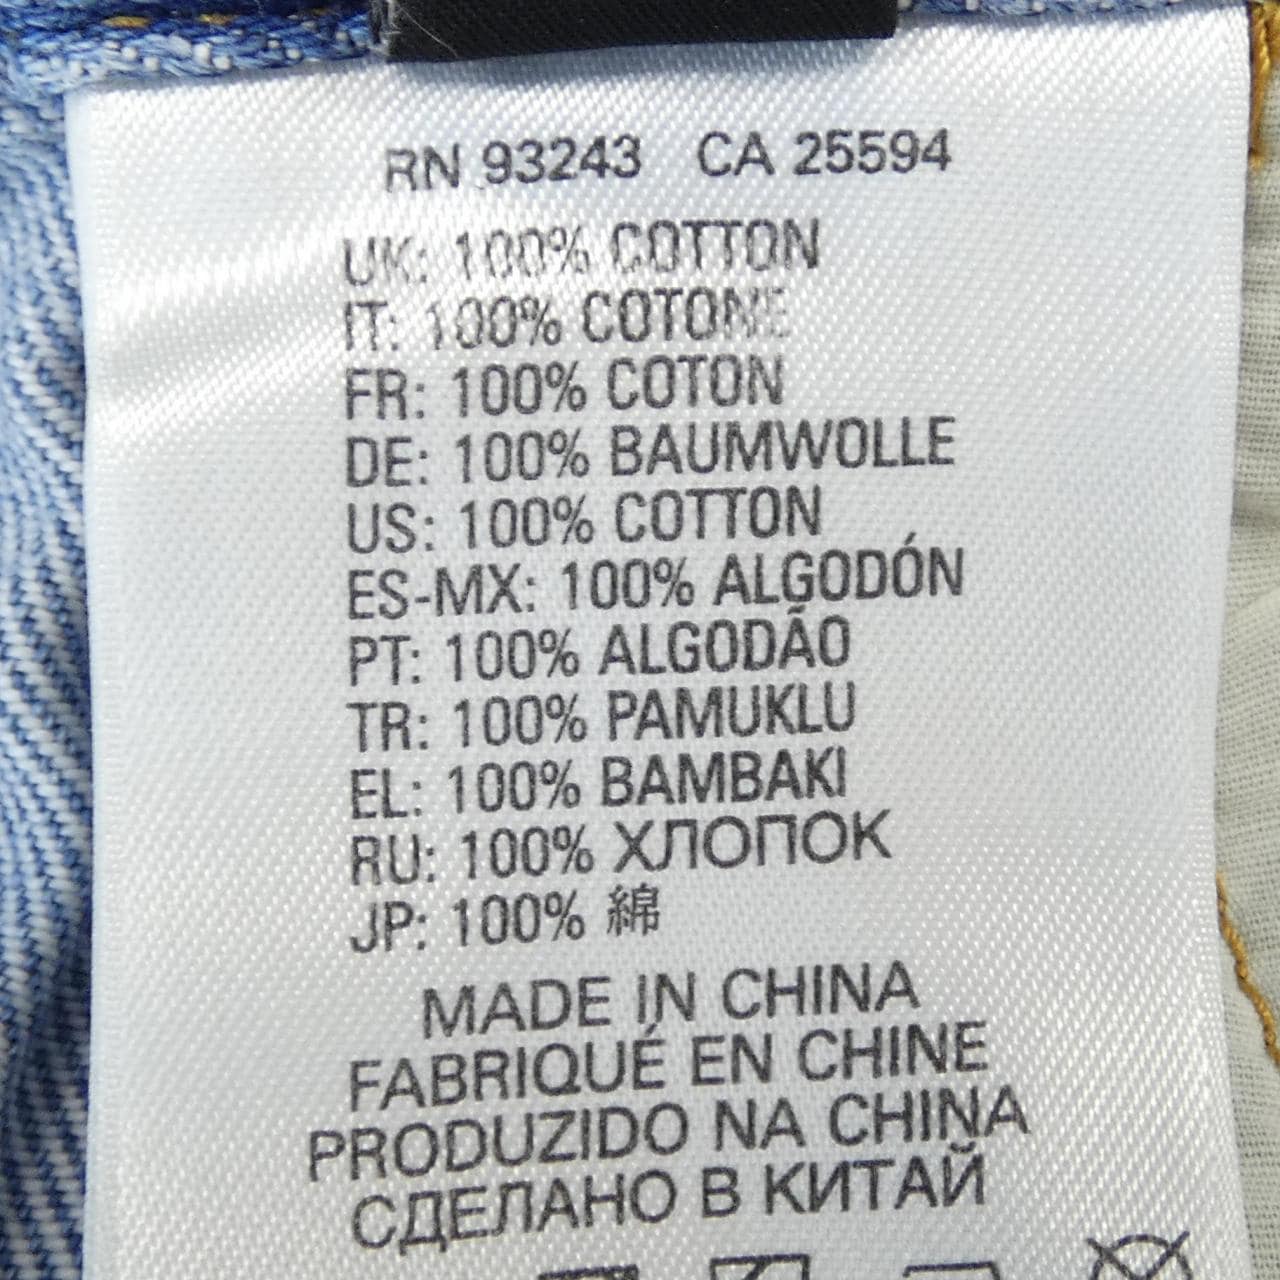 RN 93243 CA 25594
UK: 100% COTTON
IT: 100% COTONE
FR: 100% COTON
DE: 100% BAUMWOLLE
US: 100% COTTON
ES-MX: 100% ALGODÓN
PT: 100% ALGODÃO
TR: 100% PAMUKLU
EL: 100% BAMBAKI
RU: 100% ХЛОПОК
JP: 100% 綿
MADE IN CHINA
FABRIQUÉ EN CHINE
PRODUZIDO NA CHINA
СДЕЛАНО В КИТАЙ